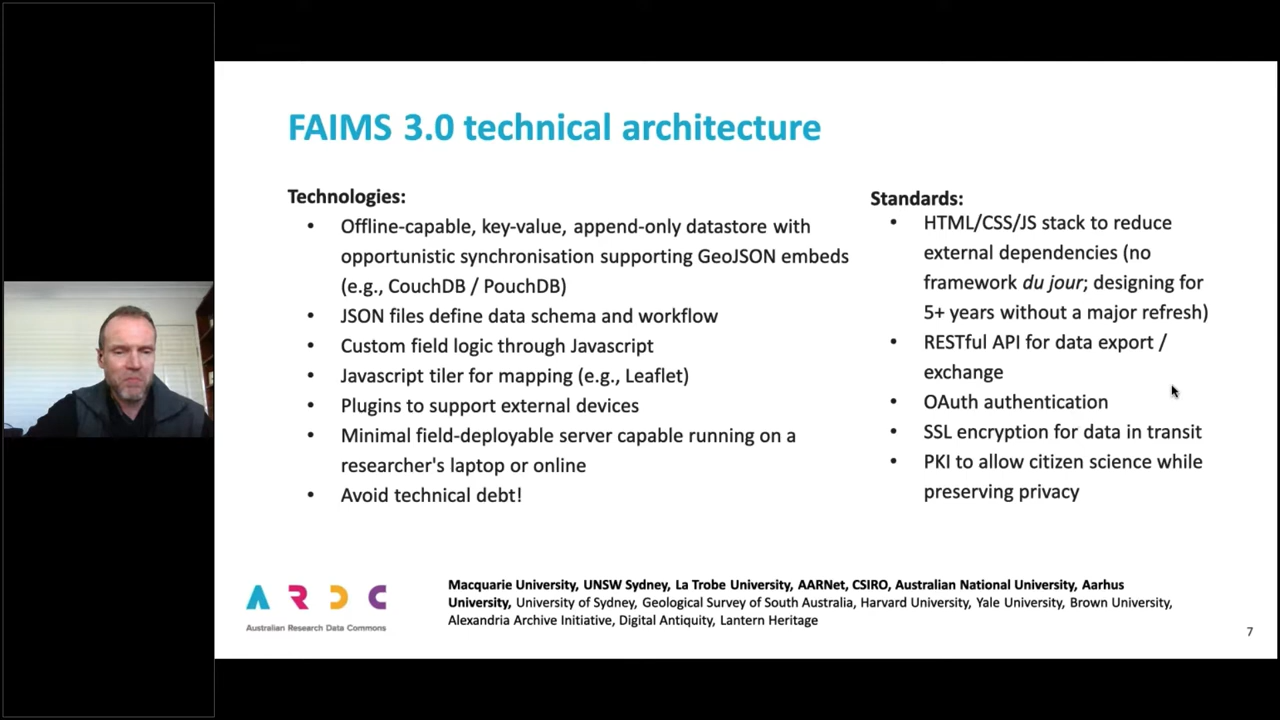 FAIMS 3.0 technical architecture
Technologies:
• Offline-capable, key-value, append-only datastore with
opportunistic synchronisation supporting GeoJSON embeds
(e.g., CouchDB / PouchDB)
• JSON files define data schema and workflow
• Custom field logic through Javascript
• Javascript tiler for mapping (e.g., Leaflet)
• Plugins to support external devices
• Minimal field-deployable server capable running on a
researcher's laptop or online
• Avoid technical debt!
Standards:
• HTML/CSS/JS stack to reduce
external dependencies (no
framework du jour; designing for
5+ years without a major refresh)
• RESTful API for data export /
exchange
• OAuth authentication
• SSL encryption for data in transit
• PKI to allow citizen science while
preserving privacy
ARDC
Australian Research Data Commons
Macquarie University, UNSW Sydney, La Trobe University, AARNet, CSIRO, Australian National University, Aarhus
University, University of Sydney, Geological Survey of South Australia, Harvard University, Yale University, Brown University,
Alexandria Archive Initiative, Digital Antiquity, Lantern Heritage
7